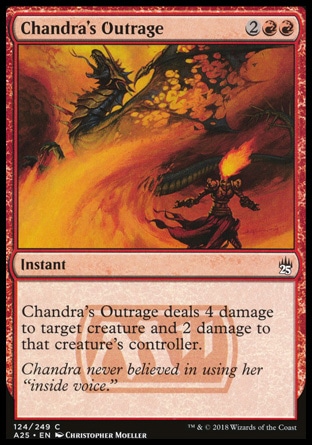 Chandra's Outrage 2
Instant
25
Chandra's Outrage deals 4 damage
to target creature and 2 damage to
that creature's controller.
Chandra never believed in using her
"inside voice."
124/249 C
A25 • EN Christopher Moeller
™ & © 2018 Wizards of the Coast